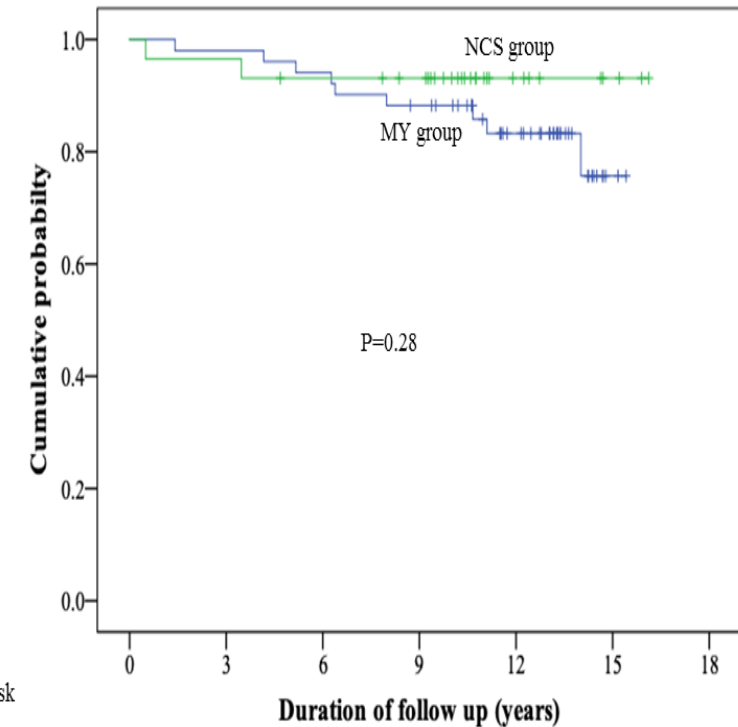 1.0
NCS group
MY group
0.8
0.6
P=0.28
0.4
0.2
0.0
Cumulative probabilty
0 3 6 9 12 15 18
sk
Duration of follow up (years)